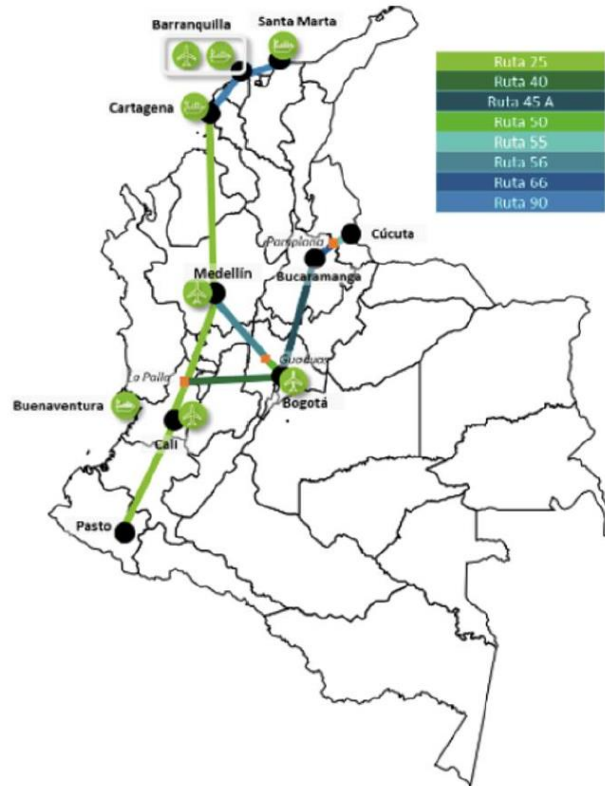 Santa Marta
Barranquilla
Cartagena
Ruta 25
Ruta 40
Ruta 45 A
Ruta 50
Ruta 55
Ruta 56
Ruta 66
Ruta 90
Pamplona
Cúcuta
Bucaramanga
Medellín
Guaduas
La Paila
Bogotá
Buenaventura
Cali
Pasto